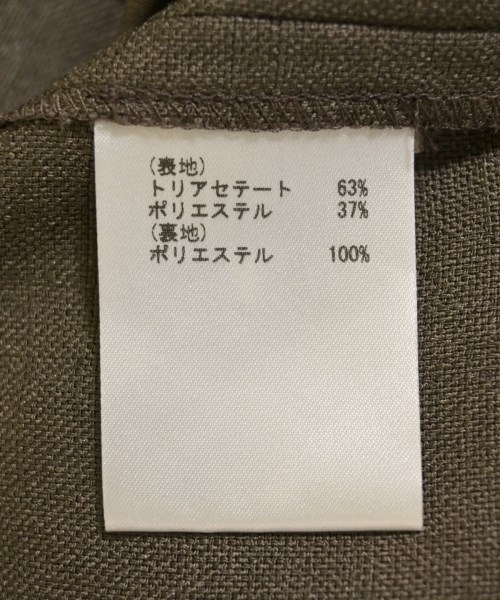 (表地)
トリアセテート 63%
ポリエステル 37%
(裏地)
ポリエステル 100%